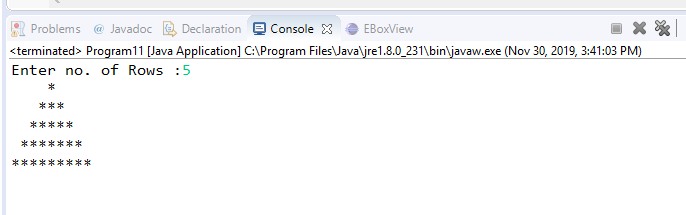 Problems @ Javadoc Declaration Console EBoxView
<terminated> Program11 [Java Application] C:\Program Files\Java\jre1.8.0_231\bin\javaw.exe (Nov 30, 2019, 3:41:03 PM)
Enter no. of Rows :5
    *
   ***
  *****
 *******
*********